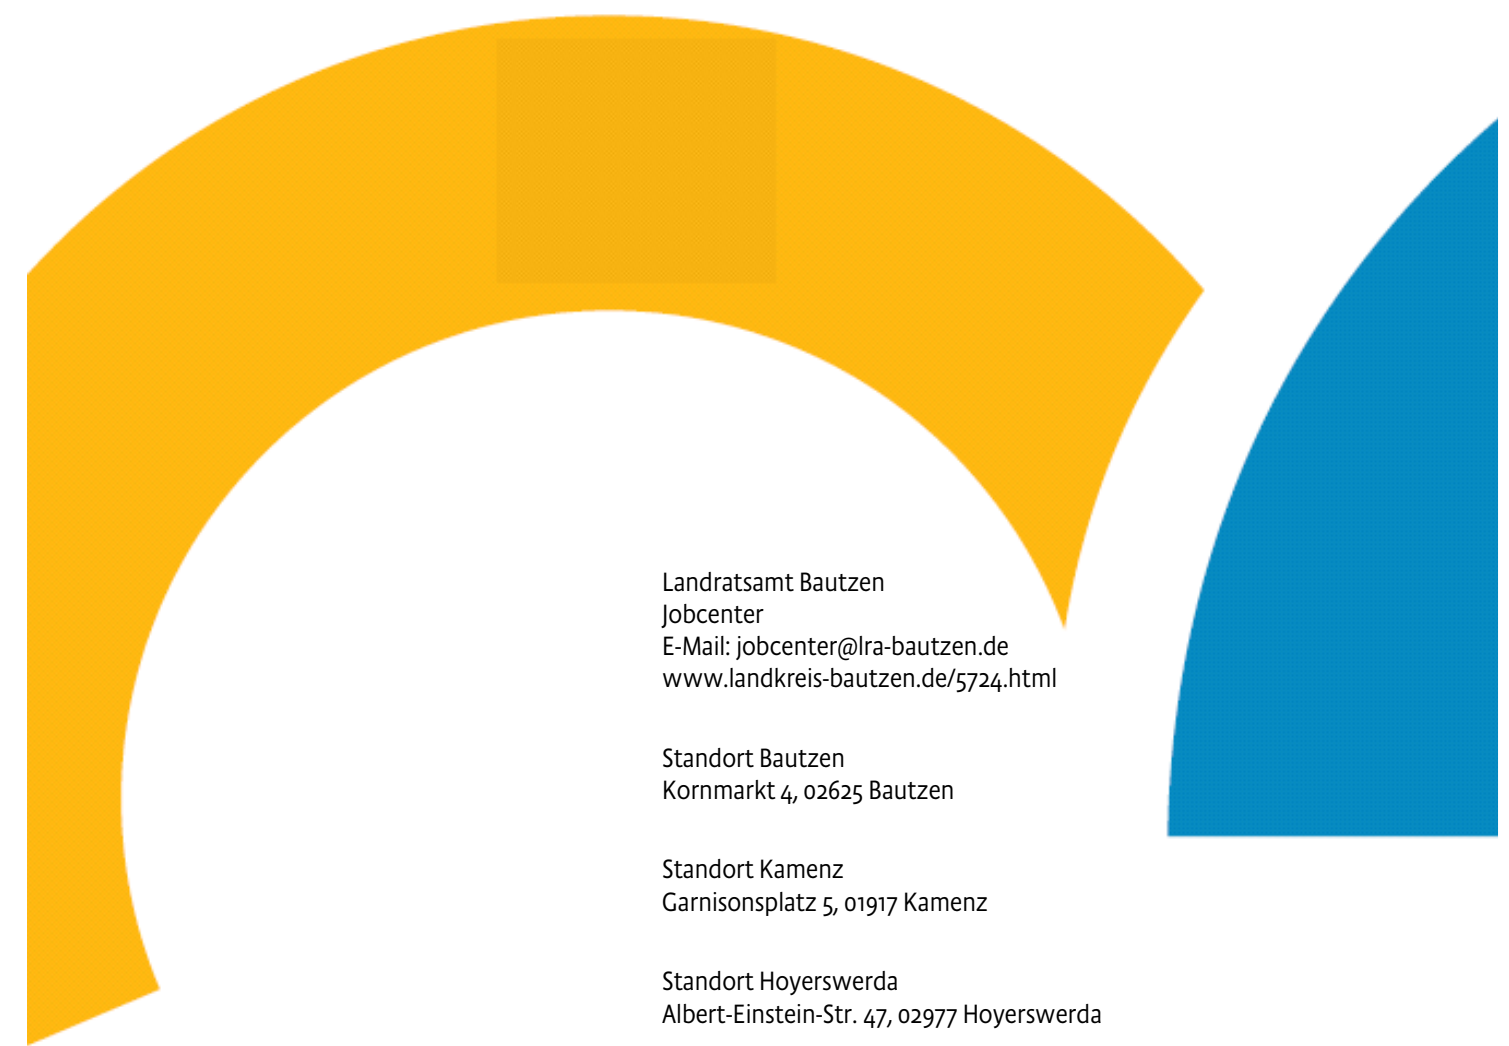 Landratsamt Bautzen
Jobcenter
E-Mail: jobcenter@lra-bautzen.de
www.landkreis-bautzen.de/5724.html
Standort Bautzen
Kornmarkt 4, 02625 Bautzen
Standort Kamenz
Garnisonsplatz 5, 01917 Kamenz
Standort Hoyerswerda
Albert-Einstein-Str. 47, 02977 Hoyerswerda